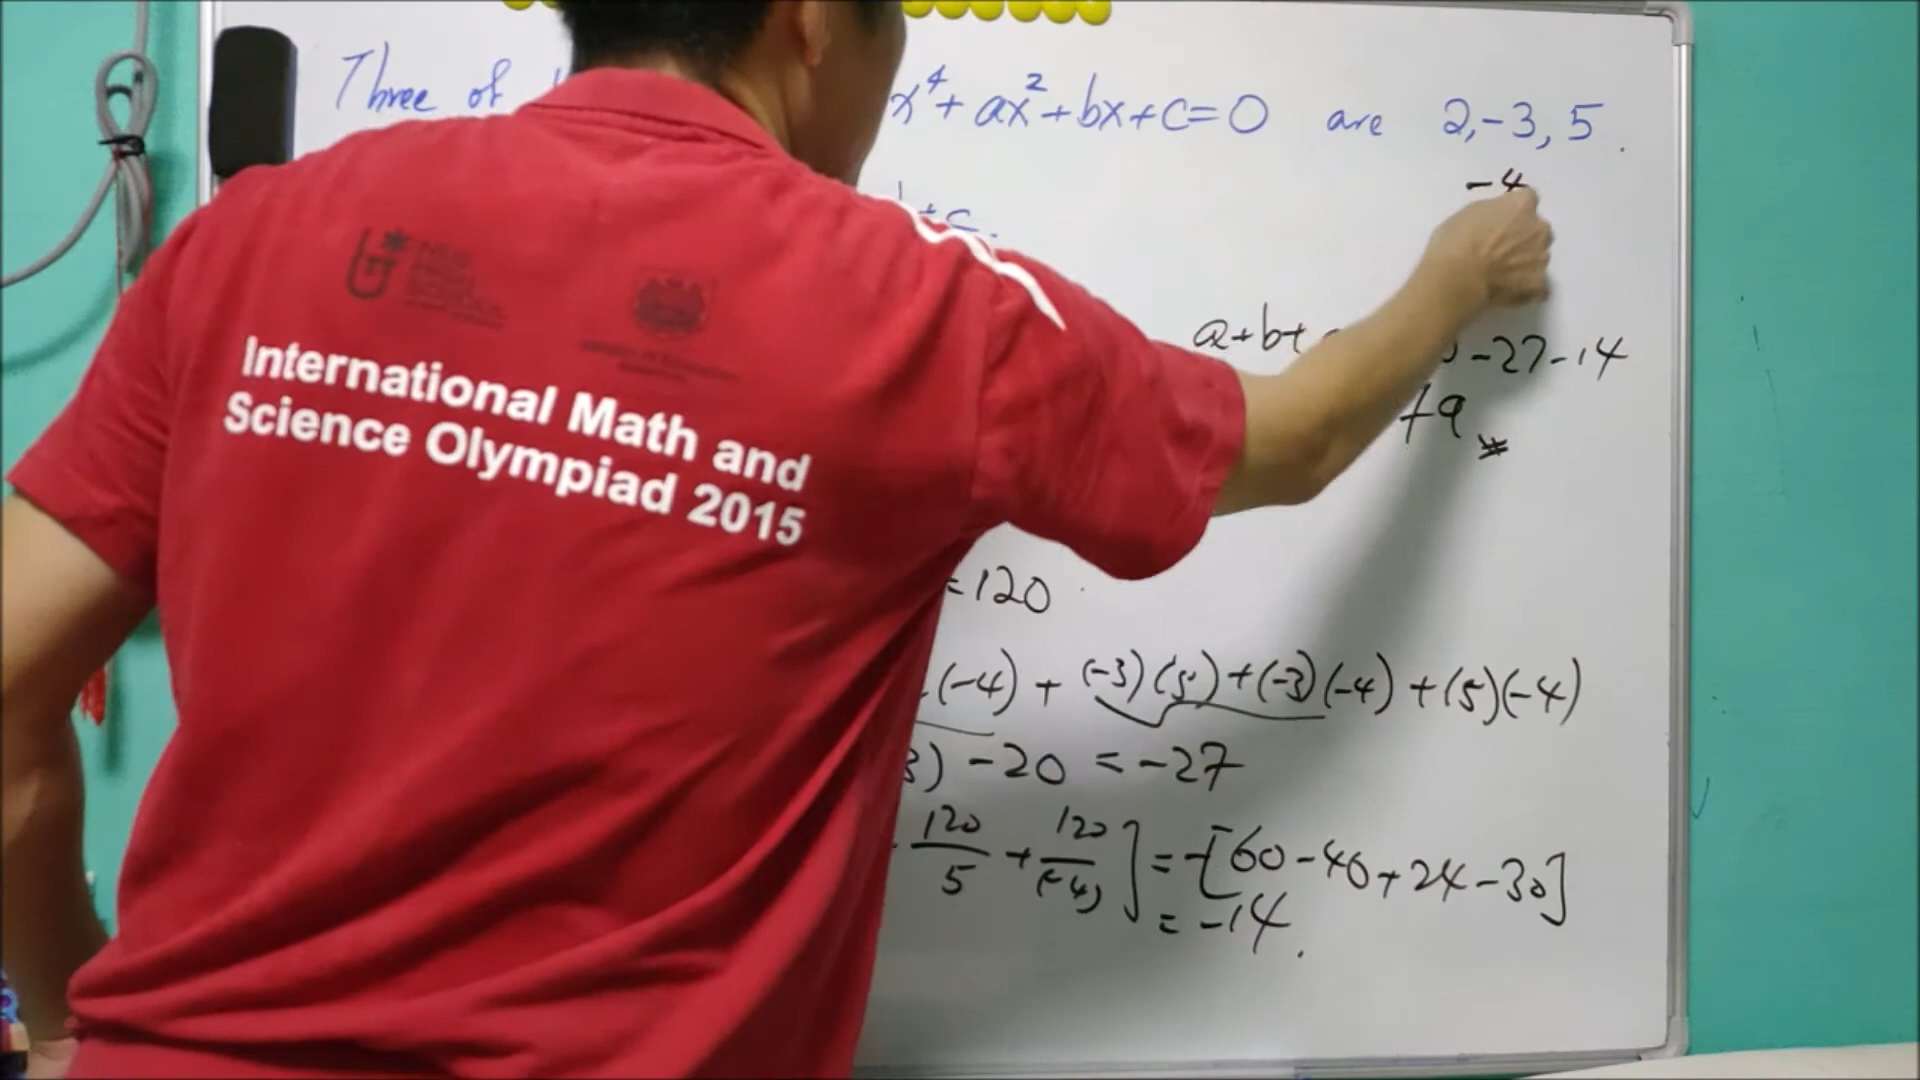 Three of x⁴+ax²+bx+c=0 are 2,-3,5.
-4
+c.
a+b+ -27-14
79
International Math and
Science Olympiad 2015
=120
(-4) + (-3)(5)+(-3)(-4) + (5)(-4)
3) -20 = -27
120/5 + 120/(-4) ] = -[60-40+24-30]
= -14.